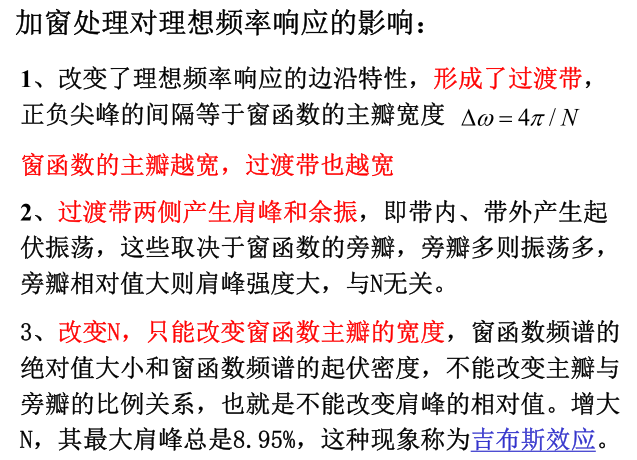 加窗处理对理想频率响应的影响：
1、改变了理想频率响应的边沿特性，形成了过渡带，
正负尖峰的间隔等于窗函数的主瓣宽度 Δω = 4π / N
窗函数的主瓣越宽，过渡带也越宽
2、过渡带两侧产生肩峰和余振，即带内、带外产生起
伏振荡，这些取决于窗函数的旁瓣，旁瓣多则振荡多，
旁瓣相对值大则肩峰强度大，与N无关。
3、改变N，只能改变窗函数主瓣的宽度，窗函数频谱的
绝对值大小和窗函数频谱的起伏密度，不能改变主瓣与
旁瓣的比例关系，也就是不能改变肩峰的相对值。增大
N，其最大肩峰总是8.95%，这种现象称为吉布斯效应。